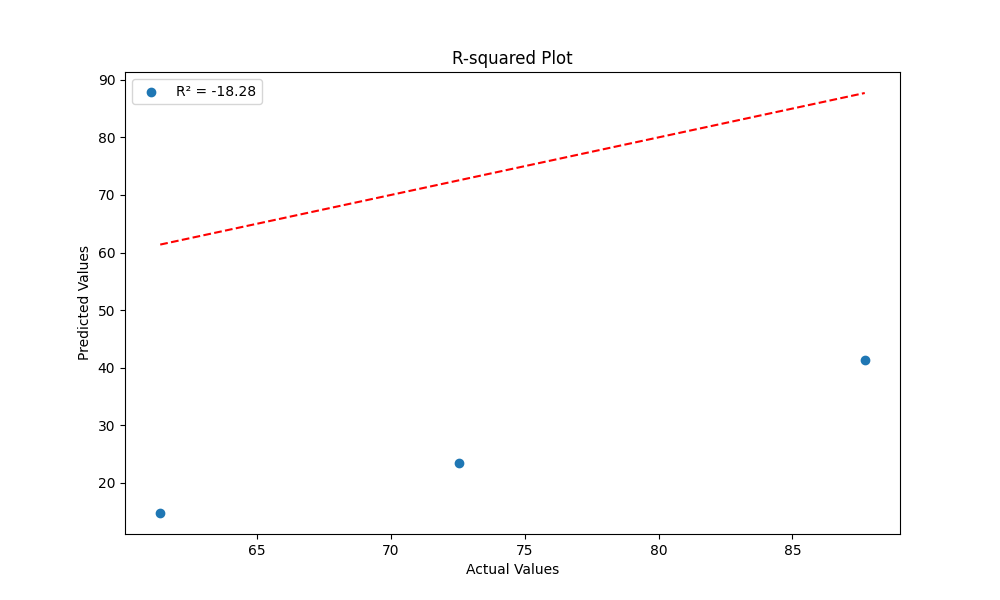 R-squared Plot
R² = -18.28
90
80
70
60
50
40
30
20
Predicted Values
65 70 75 80 85
Actual Values